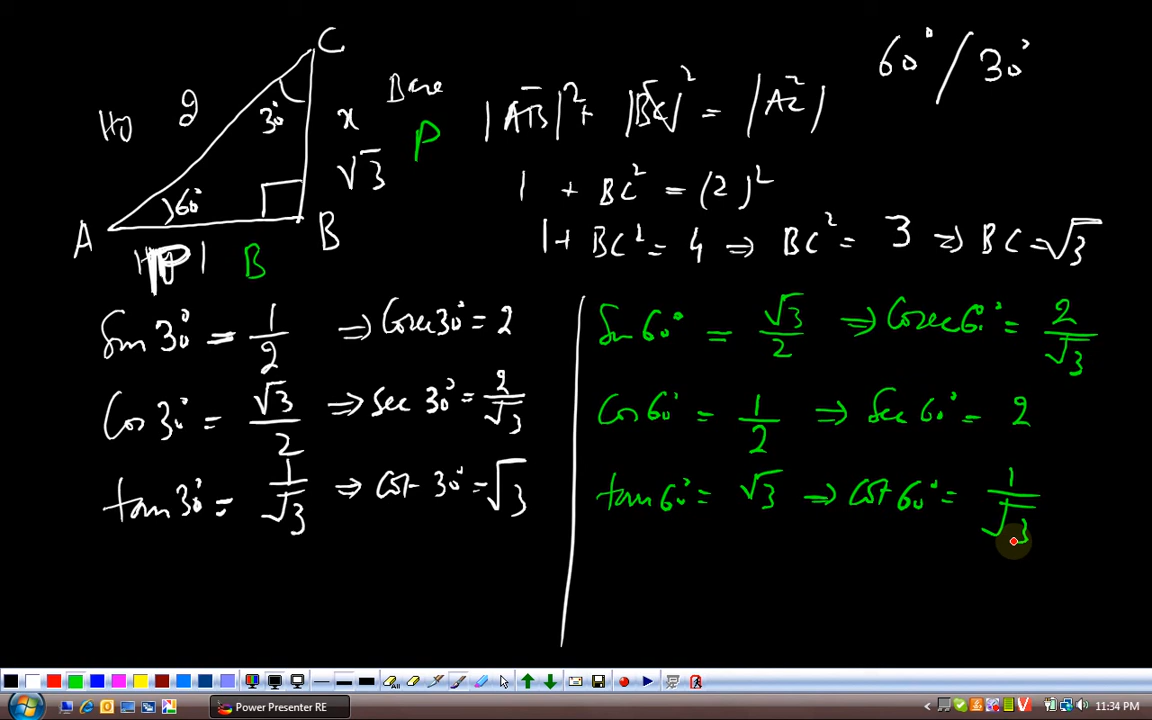 60° / 30°
C
Hy
2
30°
x
Base
P
√3
|AB|² + |BC|² = |AC|²
60°
A
B
P 1
B
1 + BC² = (2)²
1 + BC² = 4 ⇒ BC² = 3 ⇒ BC = √3
Sin 30° = 1/2 ⇒ Cosec 30° = 2
Cos 30° = √3/2 ⇒ Sec 30° = 2/√3
tan 30° = 1/√3 ⇒ Cot 30° = √3
Sin 60° = √3/2 ⇒ Cosec 60° = 2/√3
Cos 60° = 1/2 ⇒ Sec 60° = 2
tan 60° = √3 ⇒ Cot 60° = 1/√3
All
Power Presenter RE
11:34 PM